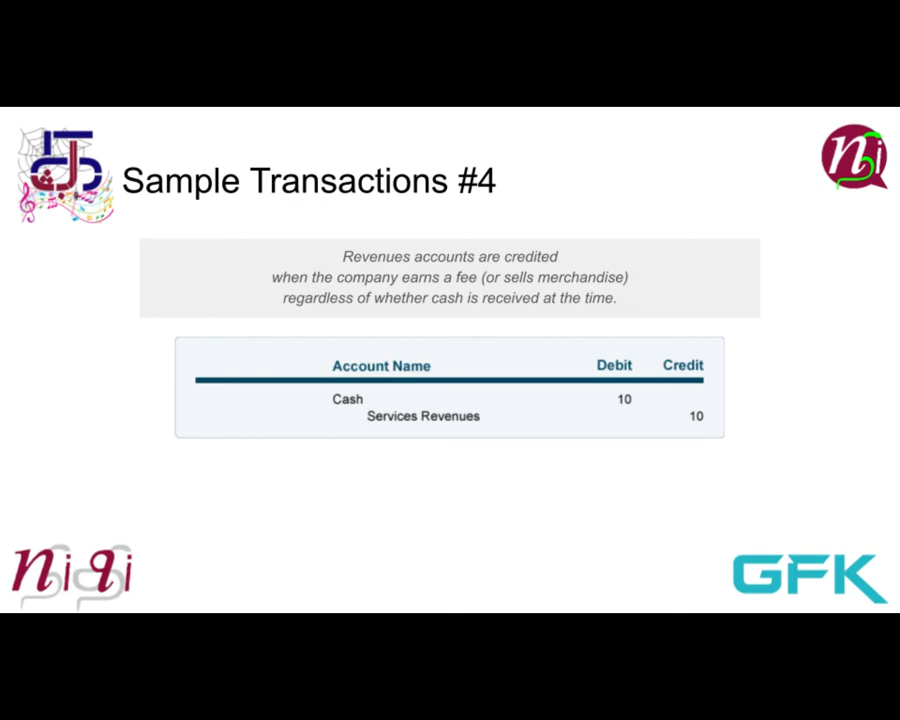 Sample Transactions #4
Revenues accounts are credited
when the company earns a fee (or sells merchandise)
regardless of whether cash is received at the time.
Account Name Debit Credit
Cash 10
Services Revenues 10
niqi
GFK